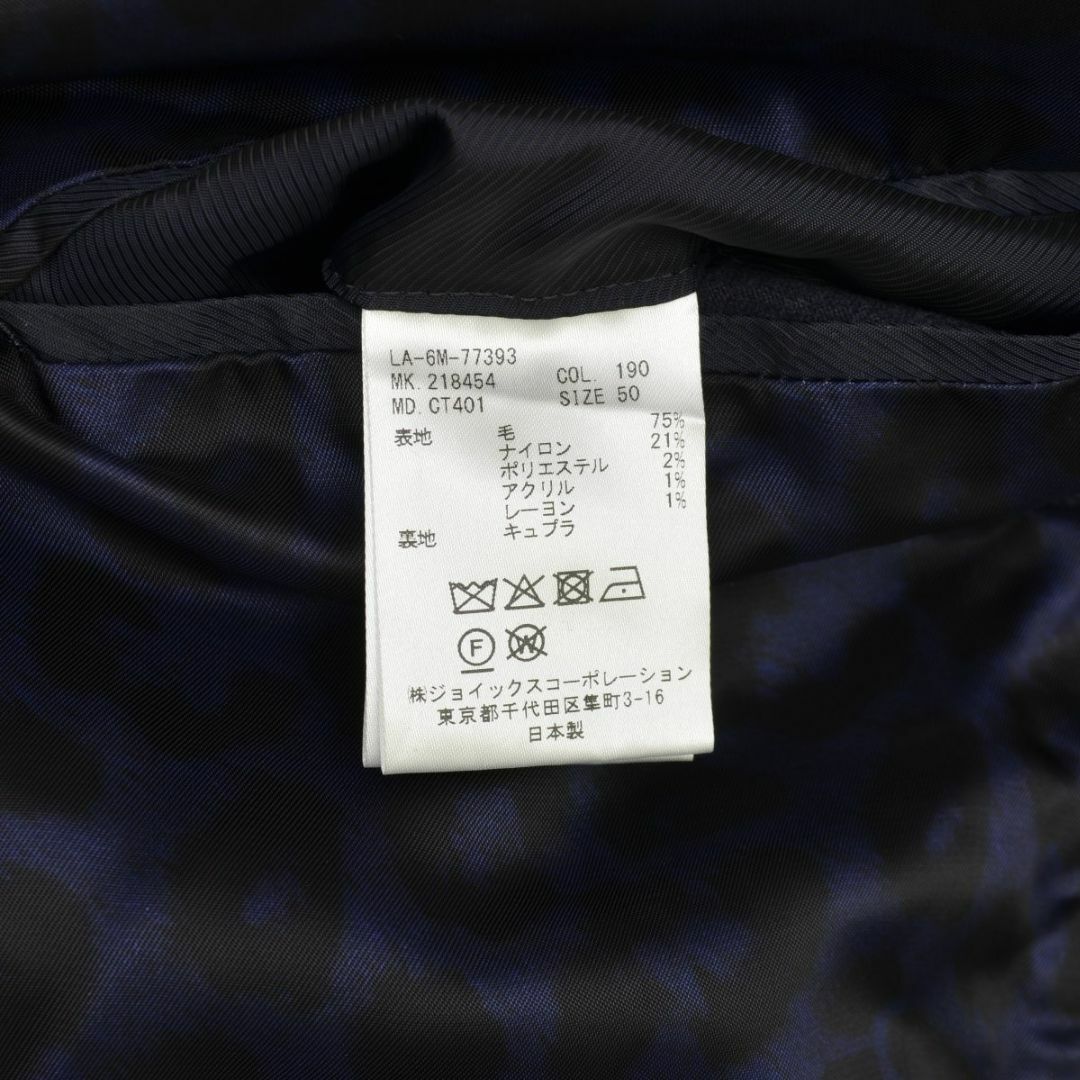 LA-6M-77393
MK. 218454 COL. 190
MD. CT401 SIZE 50
表地 毛 75%
ナイロン 21%
ポリエステル 2%
アクリル 1%
レーヨン 1%
裏地 キュプラ
F W
㈱ジョイックスコーポレーション
東京都千代田区隼町3-16
日本製